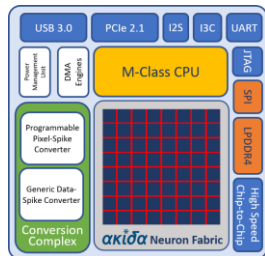 USB 3.0
PCIe 2.1
I2S
I3C
UART
Power
Management
Unit
DMA
Engines
M-Class CPU
JTAG
SPI
LPDDR4
High Speed
Chip-to-Chip
Programmable
Pixel-Spike
Converter
Generic Data-
Spike Converter
Conversion
Complex
akida Neuron Fabric